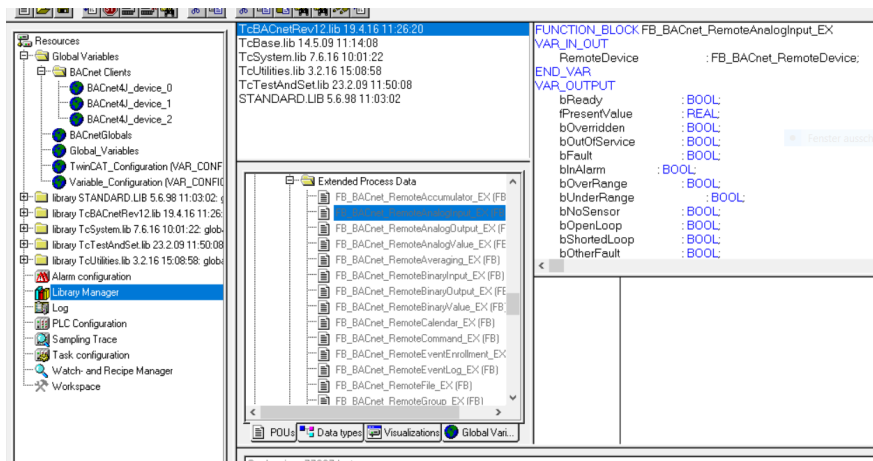 Resources
Global Variables
BACnet Clients
BACnet4J_device_0
BACnet4J_device_1
BACnet4J_device_2
BACnetGlobals
Global_Variables
TwinCAT_Configuration (VAR_CONF
Variable_Configuration (VAR_CONFIG
library STANDARD.LIB 5.6.98 11:03:02: g
library TcBACnetRev12.lib 19.4.16 11:26:
library TcSystem.lib 7.6.16 10:01:22: globa
library TcTestAndSet.lib 23.2.09 11:50:08
library TcUtilities.lib 3.2.16 15:08:58: globa
Alarm configuration
Library Manager
Log
PLC Configuration
Sampling Trace
Task configuration
Watch- and Recipe Manager
Workspace
TcBACnetRev12.lib 19.4.16 11:26:20
TcBase.lib 14.5.09 11:14:08
TcSystem.lib 7.6.16 10:01:22
TcUtilities.lib 3.2.16 15:08:58
TcTestAndSet.lib 23.2.09 11:50:08
STANDARD.LIB 5.6.98 11:03:02
Extended Process Data
FB_BACnet_RemoteAccumulator_EX (FB
FB_BACnet_RemoteAnalogInput_EX (FB
FB_BACnet_RemoteAnalogOutput_EX (F
FB_BACnet_RemoteAnalogValue_EX (FB
FB_BACnet_RemoteAveraging_EX (FB)
FB_BACnet_RemoteBinaryInput_EX (FB)
FB_BACnet_RemoteBinaryOutput_EX (FB
FB_BACnet_RemoteBinaryValue_EX (FB)
FB_BACnet_RemoteCalendar_EX (FB)
FB_BACnet_RemoteCommand_EX (FB)
FB_BACnet_RemoteEventEnrollment_EX
FB_BACnet_RemoteEventLog_EX (FB)
FB_BACnet_RemoteFile_EX (FB)
FB_BACnet_RemoteGroup_EX (FB)
POUs Data types Visualizations Global Vari...
FUNCTION_BLOCK FB_BACnet_RemoteAnalogInput_EX
VAR_IN_OUT
RemoteDevice : FB_BACnet_RemoteDevice;
END_VAR
VAR_OUTPUT
bReady : BOOL;
fPresentValue : REAL;
bOverridden : BOOL;
bOutOfService : BOOL;
bFault : BOOL;
bInAlarm : BOOL;
bOverRange : BOOL;
bUnderRange : BOOL;
bNoSensor : BOOL;
bOpenLoop : BOOL;
bShortedLoop : BOOL;
bOtherFault : BOOL;
Fenster aussch